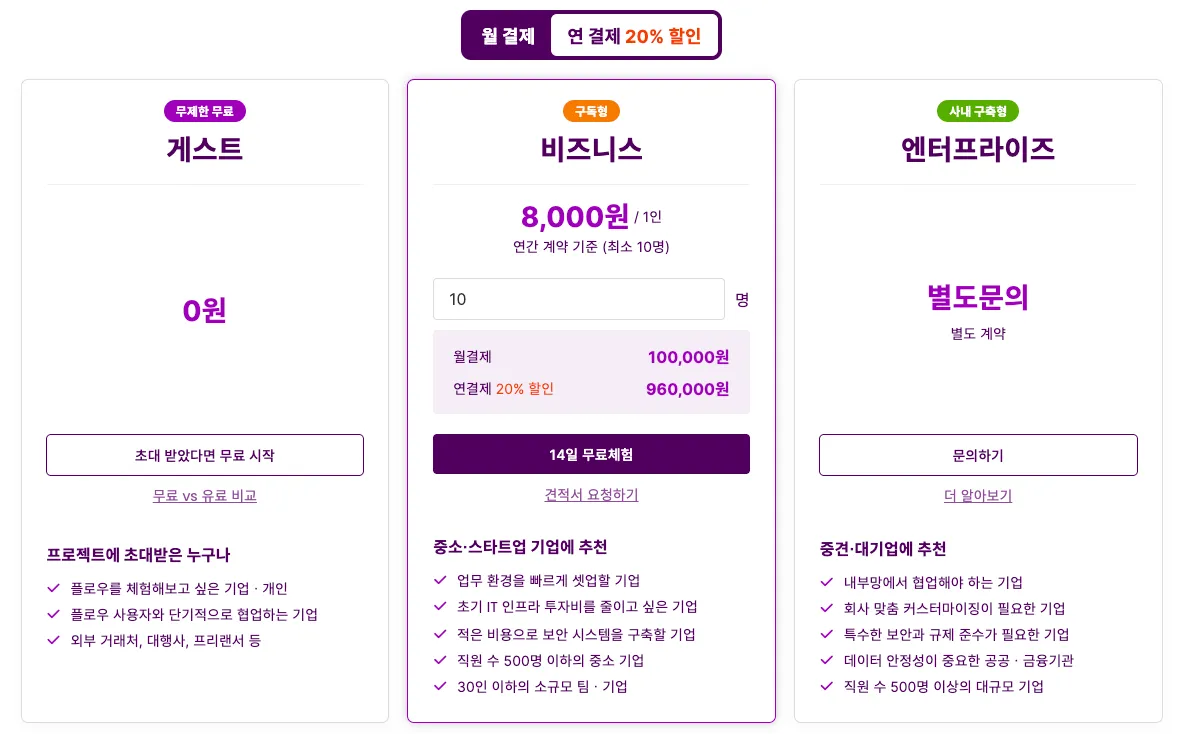 월 결제
연 결제 20% 할인
무제한 무료
게스트
0원
초대 받았다면 무료 시작
무료 vs 유료 비교
프로젝트에 초대받은 누구나
플로우를 체험해보고 싶은 기업 · 개인
플로우 사용자와 단기적으로 협업하는 기업
외부 거래처, 대행사, 프리랜서 등
구독형
비즈니스
8,000원 / 1인
연간 계약 기준 (최소 10명)
10 명
월결제 100,000원
연결제 20% 할인 960,000원
14일 무료체험
견적서 요청하기
중소·스타트업 기업에 추천
업무 환경을 빠르게 셋업할 기업
초기 IT 인프라 투자비를 줄이고 싶은 기업
적은 비용으로 보안 시스템을 구축할 기업
직원 수 500명 이하의 중소 기업
30인 이하의 소규모 팀 · 기업
사내 구축형
엔터프라이즈
별도문의
별도 계약
문의하기
더 알아보기
중견·대기업에 추천
내부망에서 협업해야 하는 기업
회사 맞춤 커스터마이징이 필요한 기업
특수한 보안과 규제 준수가 필요한 기업
데이터 안정성이 중요한 공공 · 금융기관
직원 수 500명 이상의 대규모 기업